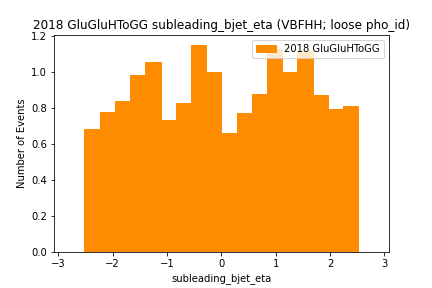 2018 GluGluHToGG subleading_bjet_eta (VBFHH; loose pho_id)
2018 GluGluHToGG
Number of Events
1.2
1.0
0.8
0.6
0.4
0.2
0.0
−3 −2 −1 0 1 2 3
subleading_bjet_eta